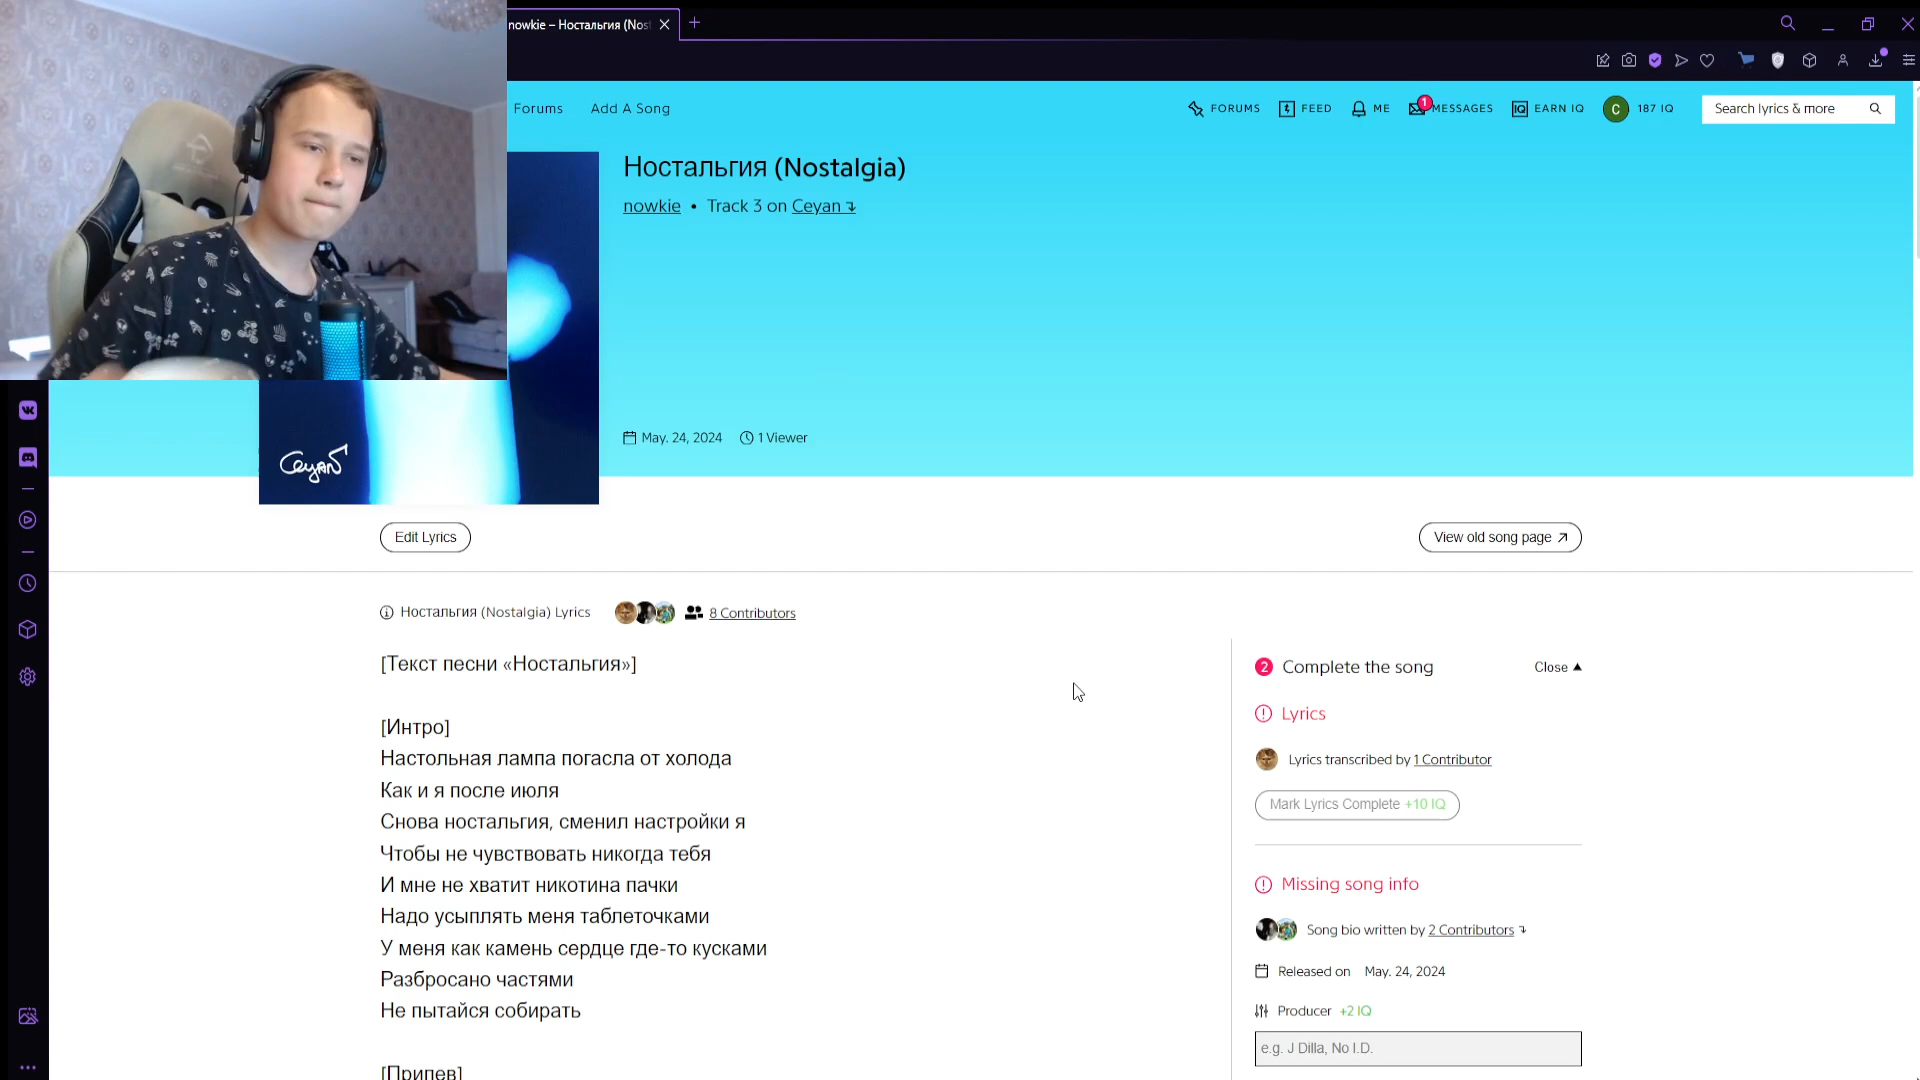 nowkie – Ностальгия (Nos
Forums
Add A Song
FORUMS
FEED
ME
1
MESSAGES
IQ
EARN IQ
C
187 IQ
Search lyrics & more
Ностальгия (Nostalgia)
nowkie • Track 3 on Ceyan
May. 24, 2024
1 Viewer
Ceyan
Edit Lyrics
View old song page
Ностальгия (Nostalgia) Lyrics
8 Contributors
[Текст песни «Ностальгия»]
[Интро]
Настольная лампа погасла от холода
Как и я после июля
Снова ностальгия, сменил настройки я
Чтобы не чувствовать никогда тебя
И мне не хватит никотина пачки
Надо усыплять меня таблеточками
У меня как камень сердце где-то кусками
Разбросано частями
Не пытайся собирать
[Припев]
2 Complete the song
Close
Lyrics
Lyrics transcribed by 1 Contributor
Mark Lyrics Complete +10 IQ
Missing song info
Song bio written by 2 Contributors
Released on May. 24, 2024
Producer +2 IQ
e.g. J Dilla, No I.D.